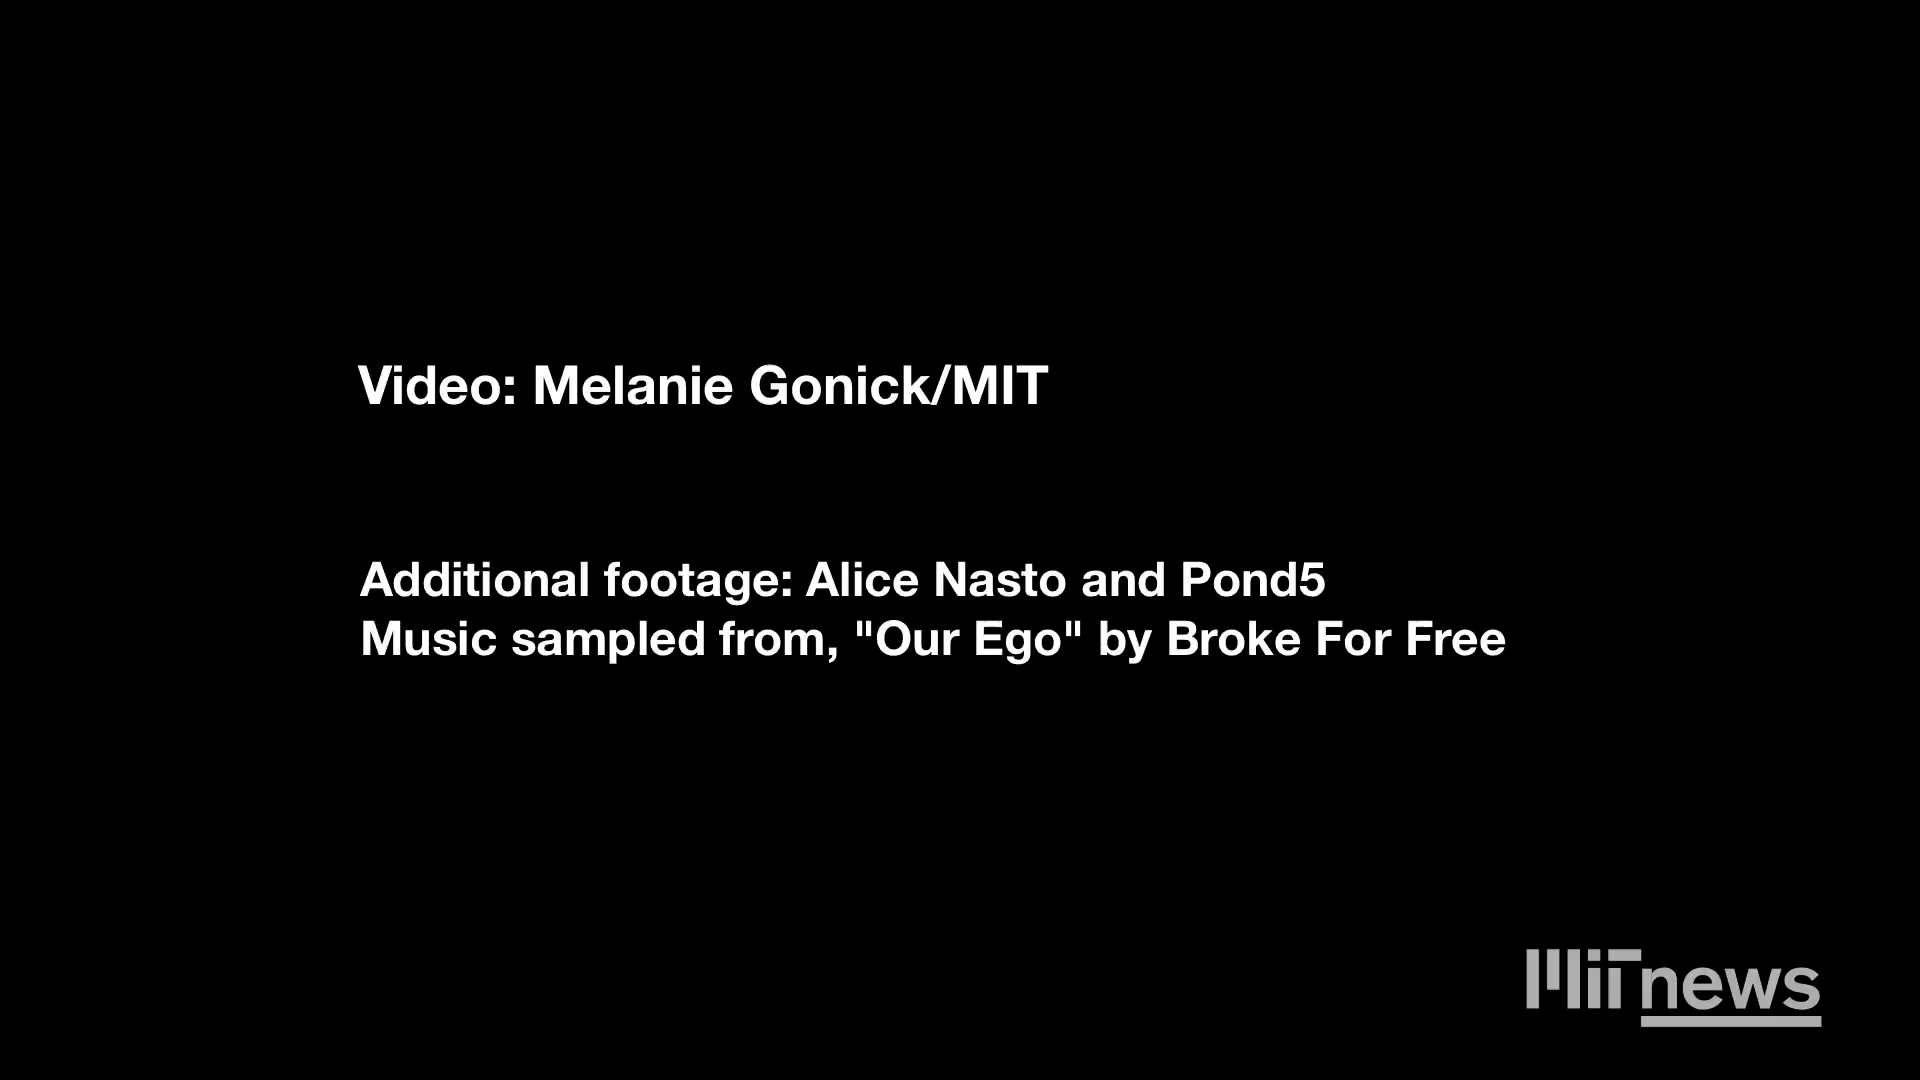 Video: Melanie Gonick/MIT
Additional footage: Alice Nasto and Pond5
Music sampled from, "Our Ego" by Broke For Free
MIT news